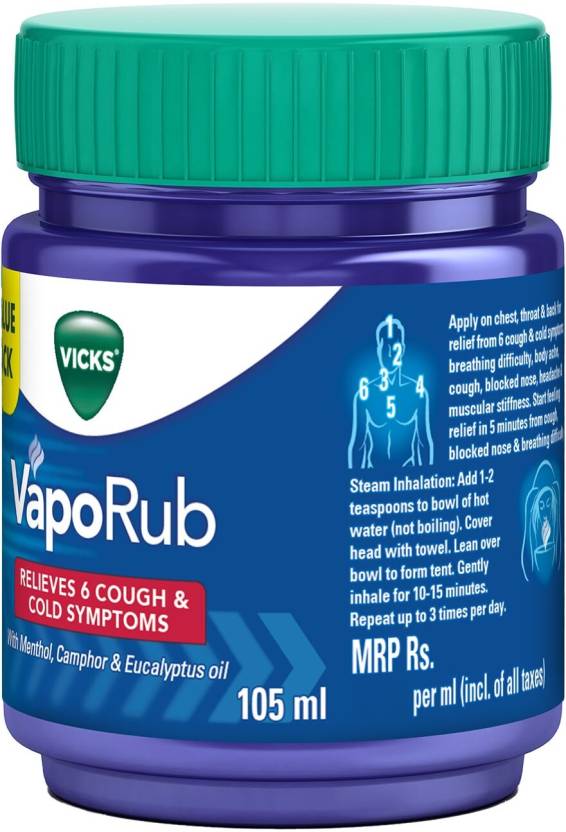 VICKS®
VapoRub
RELIEVES 6 COUGH &
COLD SYMPTOMS
With Menthol, Camphor & Eucalyptus oil
105 ml
1
2
6 3 4
5
Apply on chest, throat & back for
relief from 6 cough & cold symptoms
breathing difficulty, body ache,
cough, blocked nose, headache &
muscular stiffness. Start feeling
relief in 5 minutes from cough,
blocked nose & breathing
Steam Inhalation: Add 1-2
teaspoons to bowl of hot
water (not boiling). Cover
head with towel. Lean over
bowl to form tent. Gently
inhale for 10-15 minutes.
Repeat up to 3 times per day.
MRP Rs.
per ml (incl. of all taxes)